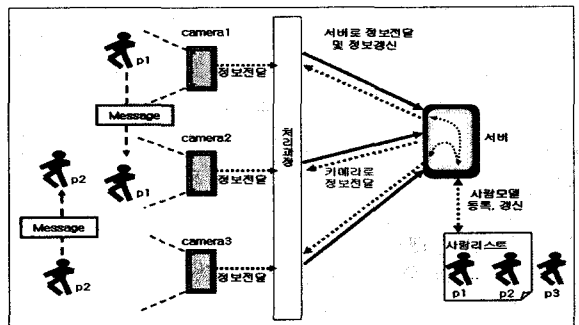 camera1
p1
정보전달
Message
camera2
p2
p1
정보전달
Message
camera3
p2
정보전달
처리과정
서버로 정보전달
및 정보갱신
서버
카메라로
정보전달
사람모델
등록, 갱신
사람리스트
p1
p2
p3